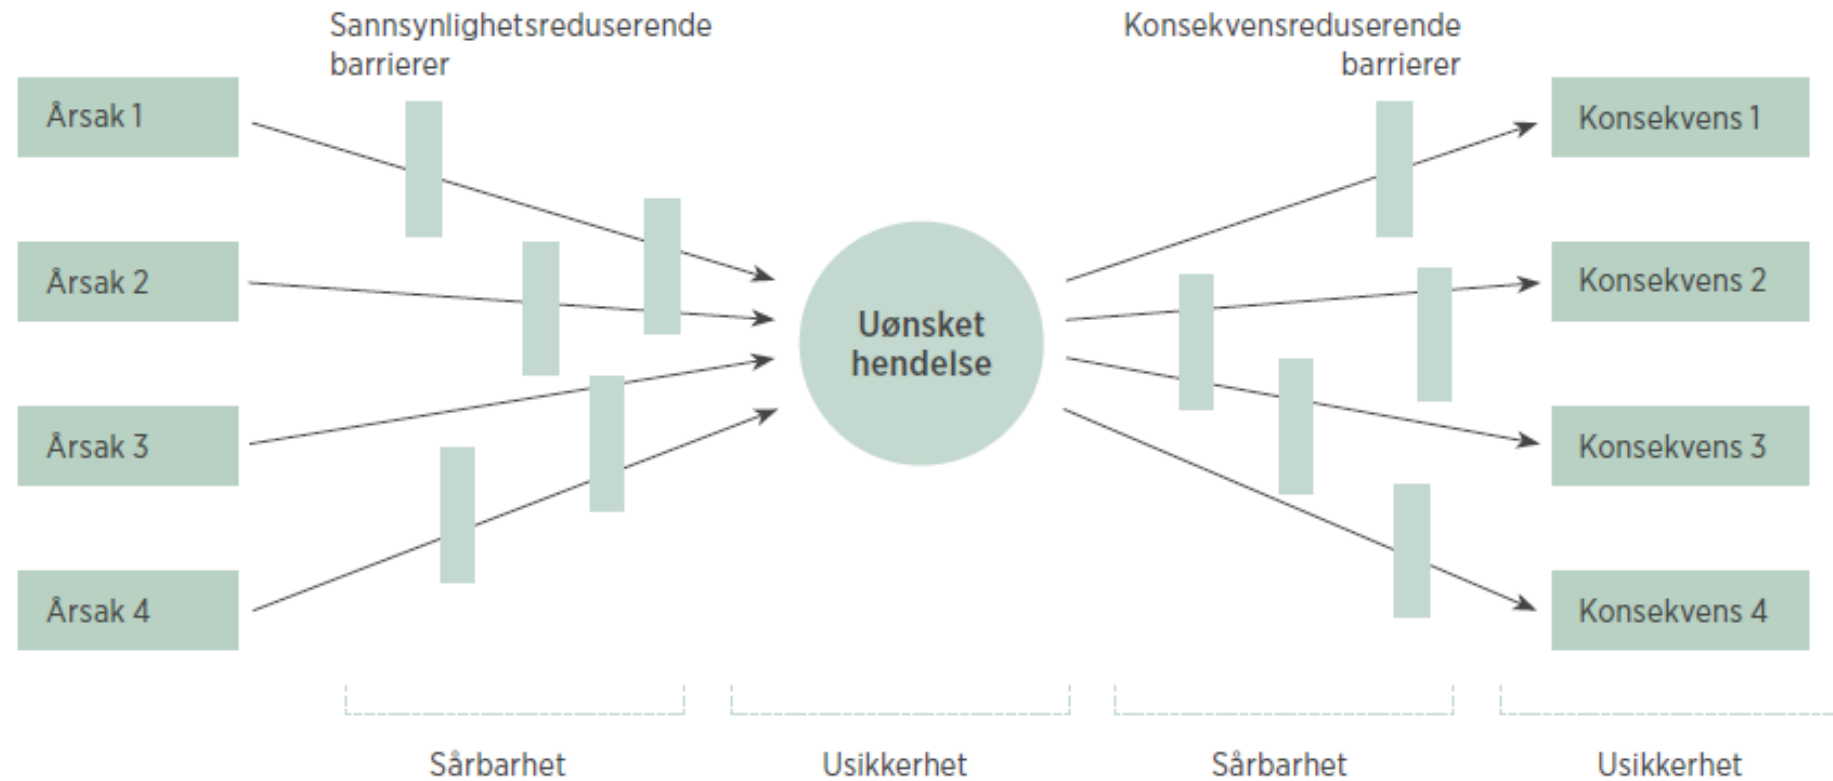 Sannsynlighetsreduserende
barrierer
Konsekvensreduserende
barrierer
Årsak 1
Årsak 2
Årsak 3
Årsak 4
Uønsket
hendelse
Konsekvens 1
Konsekvens 2
Konsekvens 3
Konsekvens 4
Sårbarhet
Usikkerhet
Sårbarhet
Usikkerhet